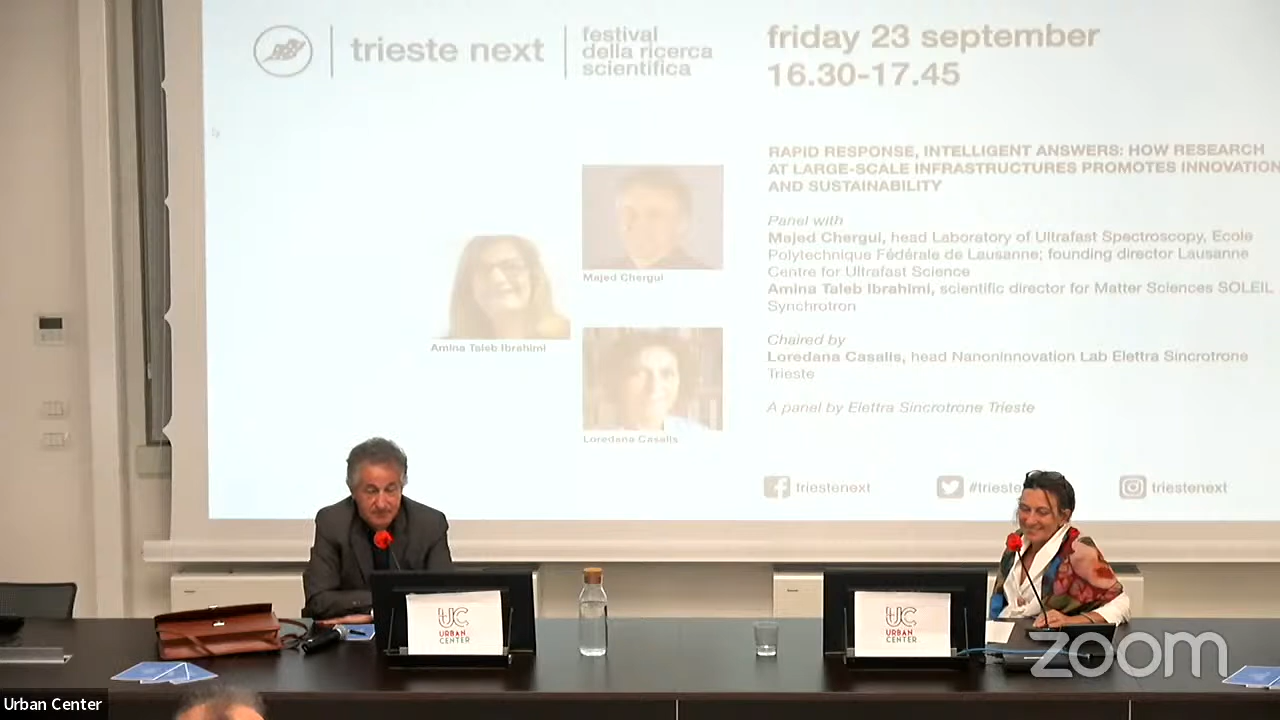 trieste next
festival
della ricerca
scientifica
friday 23 september
16.30-17.45
RAPID RESPONSE, INTELLIGENT ANSWERS: HOW RESEARCH
AT LARGE-SCALE INFRASTRUCTURES PROMOTES INNOVATION
AND SUSTAINABILITY
Panel with
Majed Chergui, head Laboratory of Ultrafast Spectroscopy, Ecole
Polytechnique Fédérale de Lausanne; founding director Lausanne
Centre for Ultrafast Science
Amina Taleb Ibrahimi, scientific director for Matter Sciences SOLEIL
Synchrotron
Chaired by
Loredana Casalis, head Nanoninnovation Lab Elettra Sincrotrone
Trieste
A panel by Elettra Sincrotrone Trieste
Majed Chergui
Amina Taleb Ibrahimi
Loredana Casalis
triestenext
#trieste
triestenext
UC
URBAN
CENTER
UC
URBAN
CENTER
zoom
Urban Center